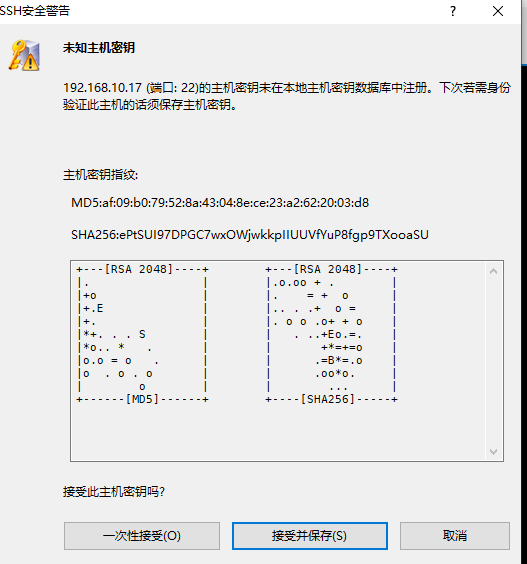 SSH安全警告
未知主机密钥
192.168.10.17 (端口: 22)的主机密钥未在本地主机密钥数据库中注册。下次若需身份
验证此主机的话须保存主机密钥。
主机密钥指纹:
MD5:af:09:b0:79:52:8a:43:04:8e:ce:23:a2:62:20:03:d8
SHA256:ePtSUI97DPGC7wxOWjwkkpIIUUVfYuP8fgp9TXooaSU
+---[RSA 2048]----+        +---[RSA 2048]----+
|.                |        |.o.oo + .        |
|+o               |        |.    = +  o      |
|+.E              |        |.. . .+  o =     |
|+.               |        |. o o .o+ + o    |
|*+. . . S        |        |   . ..+Eo.=.    |
|*o.. *   .       |        |       +*=+=o    |
|o.o = o   .      |        |      .=B*=.o    |
|o  . o . o       |        |      .oo*o.     |
|        o        |        |        ...      |
+------[MD5]------+        +----[SHA256]-----+
接受此主机密钥吗?
一次性接受(O)
接受并保存(S)
取消